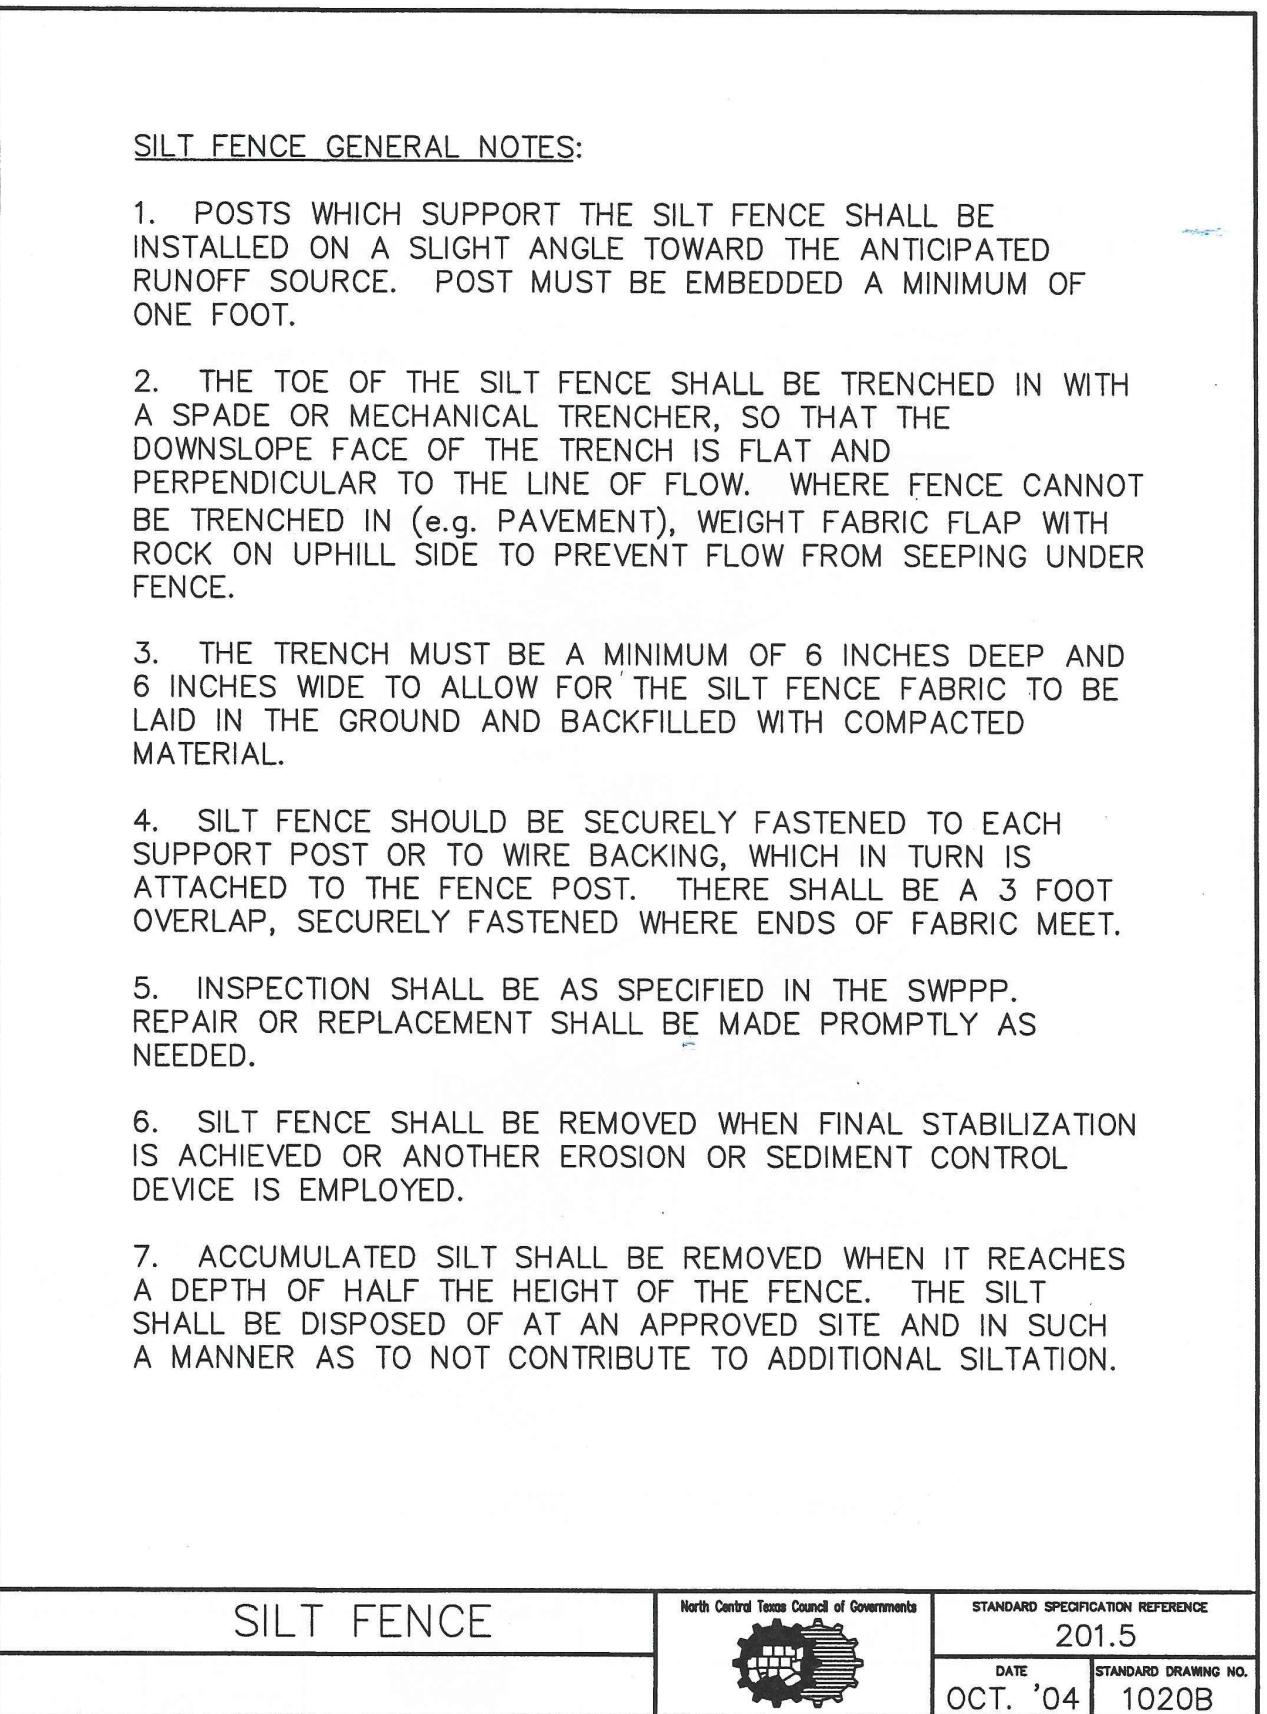 SILT FENCE GENERAL NOTES:
1. POSTS WHICH SUPPORT THE SILT FENCE SHALL BE
INSTALLED ON A SLIGHT ANGLE TOWARD THE ANTICIPATED
RUNOFF SOURCE. POST MUST BE EMBEDDED A MINIMUM OF
ONE FOOT.
2. THE TOE OF THE SILT FENCE SHALL BE TRENCHED IN WITH
A SPADE OR MECHANICAL TRENCHER, SO THAT THE
DOWNSLOPE FACE OF THE TRENCH IS FLAT AND
PERPENDICULAR TO THE LINE OF FLOW. WHERE FENCE CANNOT
BE TRENCHED IN (e.g. PAVEMENT), WEIGHT FABRIC FLAP WITH
ROCK ON UPHILL SIDE TO PREVENT FLOW FROM SEEPING UNDER
FENCE.
3. THE TRENCH MUST BE A MINIMUM OF 6 INCHES DEEP AND
6 INCHES WIDE TO ALLOW FOR THE SILT FENCE FABRIC TO BE
LAID IN THE GROUND AND BACKFILLED WITH COMPACTED
MATERIAL.
4. SILT FENCE SHOULD BE SECURELY FASTENED TO EACH
SUPPORT POST OR TO WIRE BACKING, WHICH IN TURN IS
ATTACHED TO THE FENCE POST. THERE SHALL BE A 3 FOOT
OVERLAP, SECURELY FASTENED WHERE ENDS OF FABRIC MEET.
5. INSPECTION SHALL BE AS SPECIFIED IN THE SWPPP.
REPAIR OR REPLACEMENT SHALL BE MADE PROMPTLY AS
NEEDED.
6. SILT FENCE SHALL BE REMOVED WHEN FINAL STABILIZATION
IS ACHIEVED OR ANOTHER EROSION OR SEDIMENT CONTROL
DEVICE IS EMPLOYED.
7. ACCUMULATED SILT SHALL BE REMOVED WHEN IT REACHES
A DEPTH OF HALF THE HEIGHT OF THE FENCE. THE SILT
SHALL BE DISPOSED OF AT AN APPROVED SITE AND IN SUCH
A MANNER AS TO NOT CONTRIBUTE TO ADDITIONAL SILTATION.
SILT FENCE
North Central Texas Council of Governments
STANDARD SPECIFICATION REFERENCE
201.5
DATE
OCT. '04
STANDARD DRAWING NO.
1020B